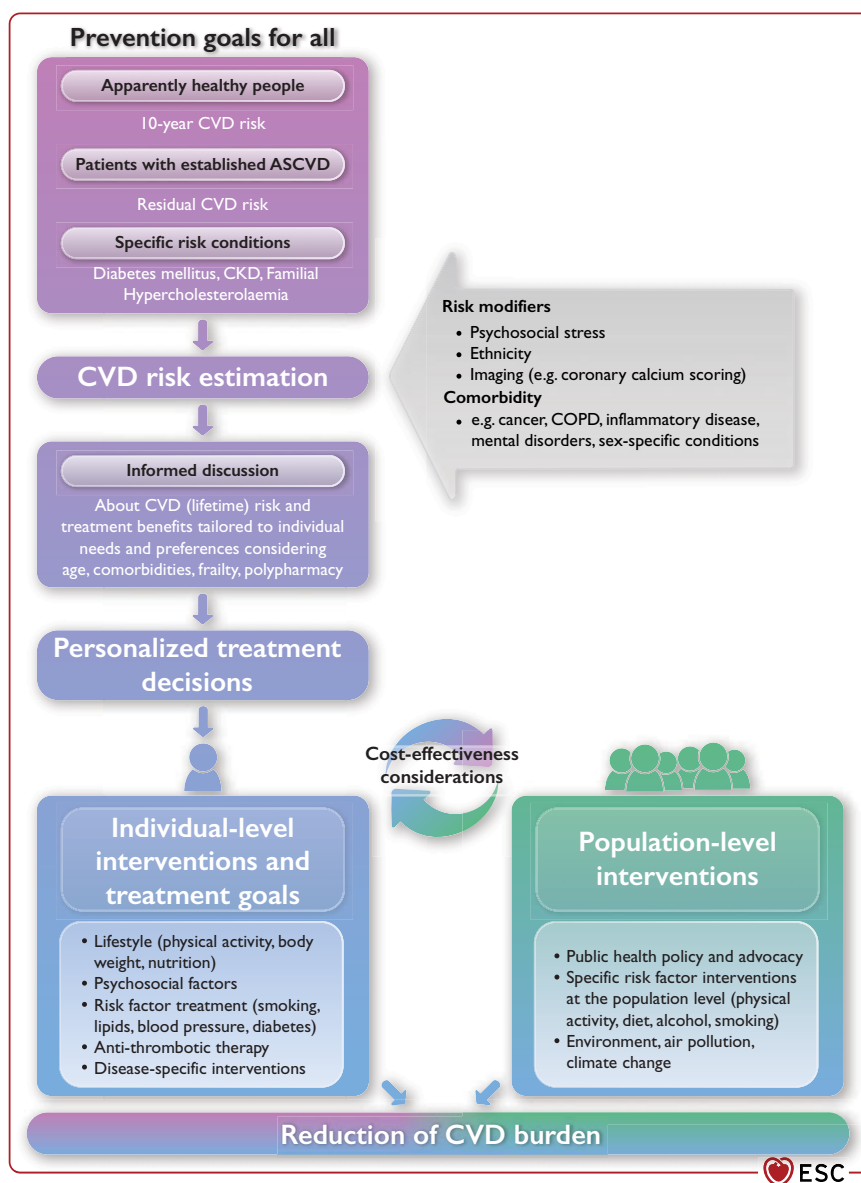 Prevention goals for all
Apparently healthy people
10-year CVD risk
Patients with established ASCVD
Residual CVD risk
Specific risk conditions
Diabetes mellitus, CKD, Familial
Hypercholesterolaemia
Risk modifiers
• Psychosocial stress
• Ethnicity
• Imaging (e.g. coronary calcium scoring)
Comorbidity
• e.g. cancer, COPD, inflammatory disease,
mental disorders, sex-specific conditions
CVD risk estimation
Informed discussion
About CVD (lifetime) risk and
treatment benefits tailored to individual
needs and preferences considering
age, comorbidities, frailty, polypharmacy
Personalized treatment
decisions
Cost-effectiveness
considerations
Individual-level
interventions and
treatment goals
• Lifestyle (physical activity, body
weight, nutrition)
• Psychosocial factors
• Risk factor treatment (smoking,
lipids, blood pressure, diabetes)
• Anti-thrombotic therapy
• Disease-specific interventions
Population-level
interventions
• Public health policy and advocacy
• Specific risk factor interventions
at the population level (physical
activity, diet, alcohol, smoking)
• Environment, air pollution,
climate change
Reduction of CVD burden
ESC